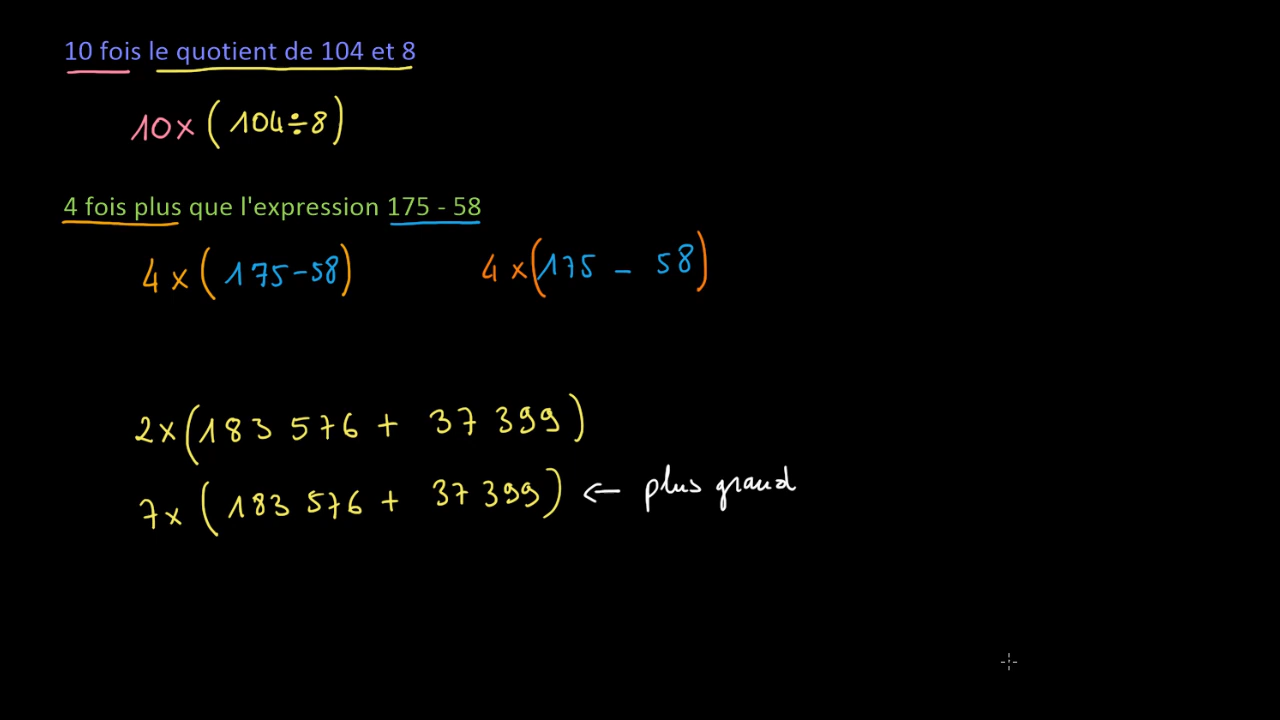 10 fois le quotient de 104 et 8
10 × (104 ÷ 8)
4 fois plus que l'expression 175 - 58
4 × (175 - 58) 4 × (175 - 58)
2 × (183 576 + 37 399)
7 × (183 576 + 37 399) ← plus grand